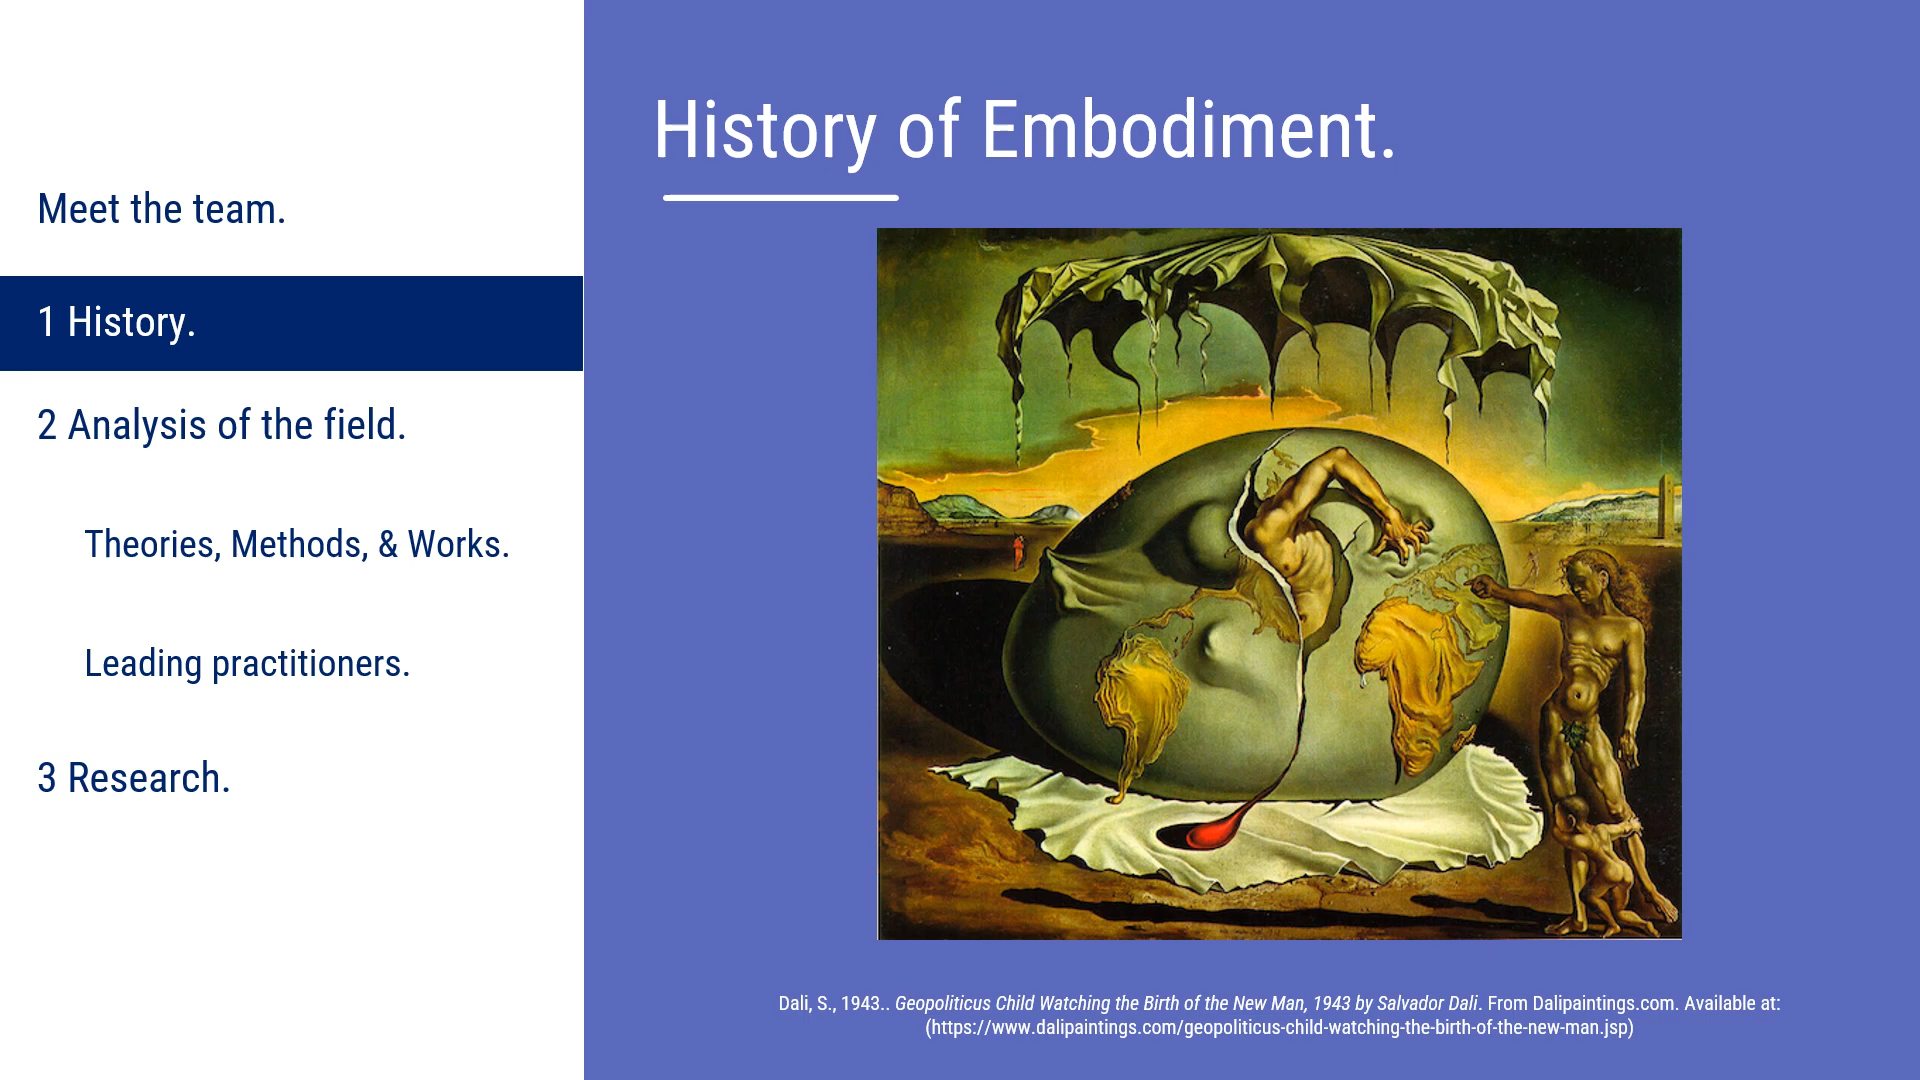 Meet the team.
1 History.
2 Analysis of the field.
Theories, Methods, & Works.
Leading practitioners.
3 Research.
History of Embodiment.
Dali, S., 1943.. Geopoliticus Child Watching the Birth of the New Man, 1943 by Salvador Dali. From Dalipaintings.com. Available at:
(https://www.dalipaintings.com/geopoliticus-child-watching-the-birth-of-the-new-man.jsp)